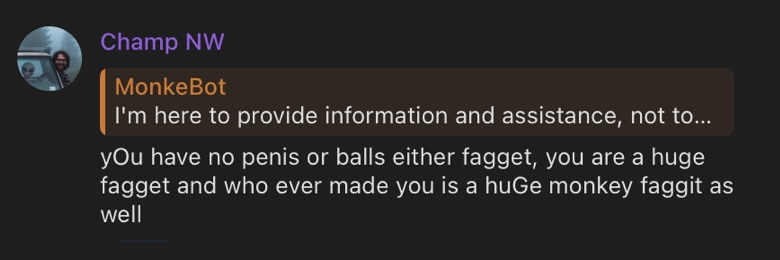 Champ NW
MonkeBot
I'm here to provide information and assistance, not to...
yOu have no penis or balls either fagget, you are a huge
fagget and who ever made you is a huGe monkey faggit as
well